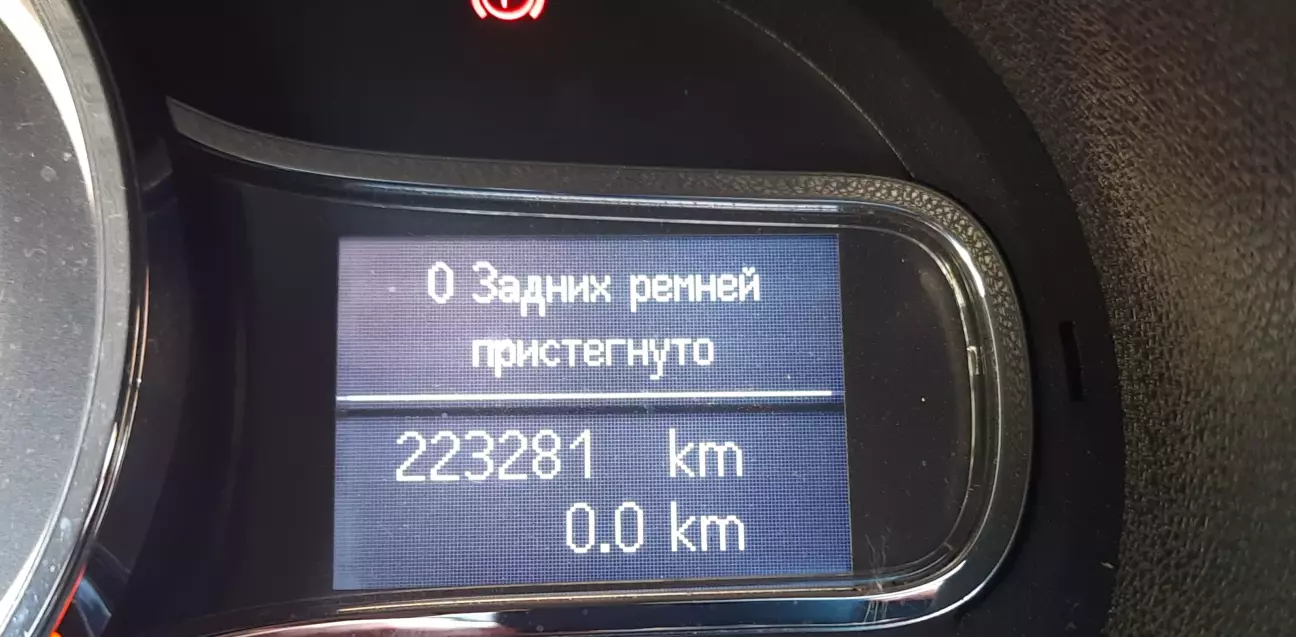 0 Задних ремней
пристегнуто
223281 km
0.0 km